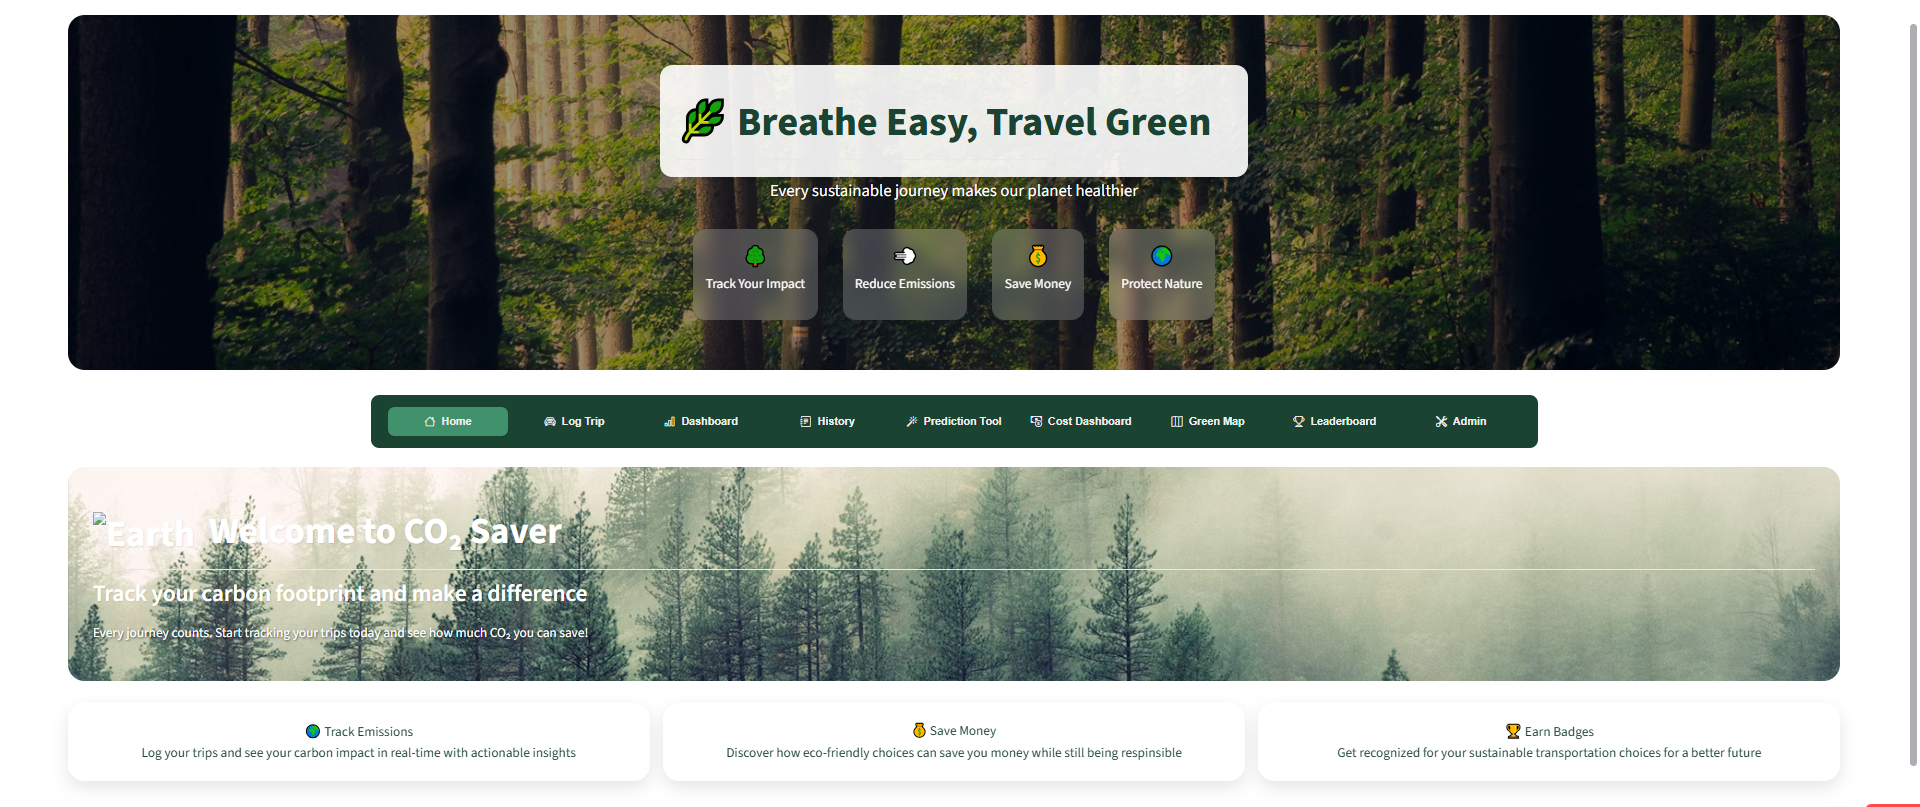 Breathe Easy, Travel Green
Every sustainable journey makes our planet healthier
Track Your Impact
Reduce Emissions
Save Money
Protect Nature
Home
Log Trip
Dashboard
History
Prediction Tool
Cost Dashboard
Green Map
Leaderboard
Admin
Earth Welcome to CO₂ Saver
Track your carbon footprint and make a difference
Every journey counts. Start tracking your trips today and see how much CO₂ you can save!
Track Emissions
Log your trips and see your carbon impact in real-time with actionable insights
Save Money
Discover how eco-friendly choices can save you money while still being respinsible
Earn Badges
Get recognized for your sustainable transportation choices for a better future